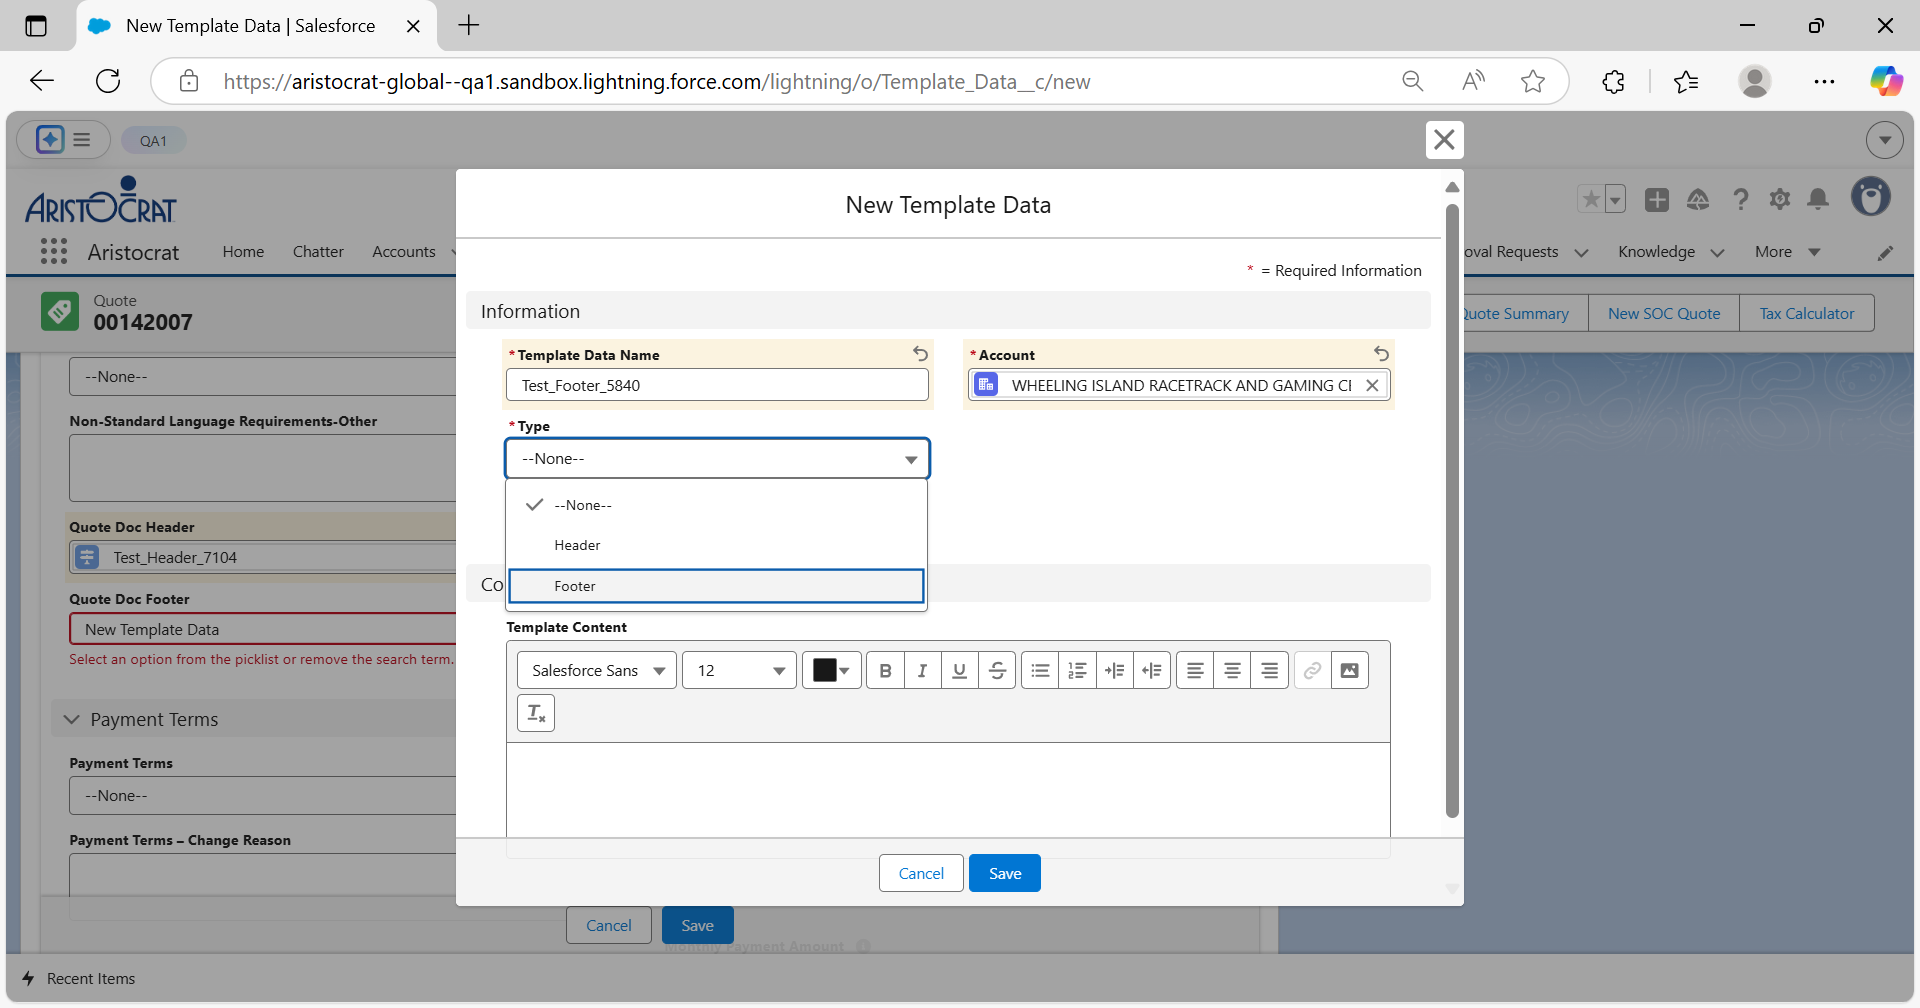 New Template Data | Salesforce
https://aristocrat-global--qa1.sandbox.lightning.force.com/lightning/o/Template_Data__c/new
QA1
ARISTOCRAT
Aristocrat
Home
Chatter
Accounts
oval Requests
Knowledge
More
Quote
00142007
Quote Summary
New SOC Quote
Tax Calculator
--None--
Non-Standard Language Requirements-Other
Quote Doc Header
Test_Header_7104
Quote Doc Footer
New Template Data
Select an option from the picklist or remove the search term.
Payment Terms
Payment Terms
--None--
Payment Terms – Change Reason
Cancel
Save
Monthly Payment Amount
Recent Items
New Template Data
* = Required Information
Information
*Template Data Name
Test_Footer_5840
*Account
WHEELING ISLAND RACETRACK AND GAMING CE
*Type
--None--
--None--
Header
Footer
Co
Template Content
Salesforce Sans
12
Cancel
Save